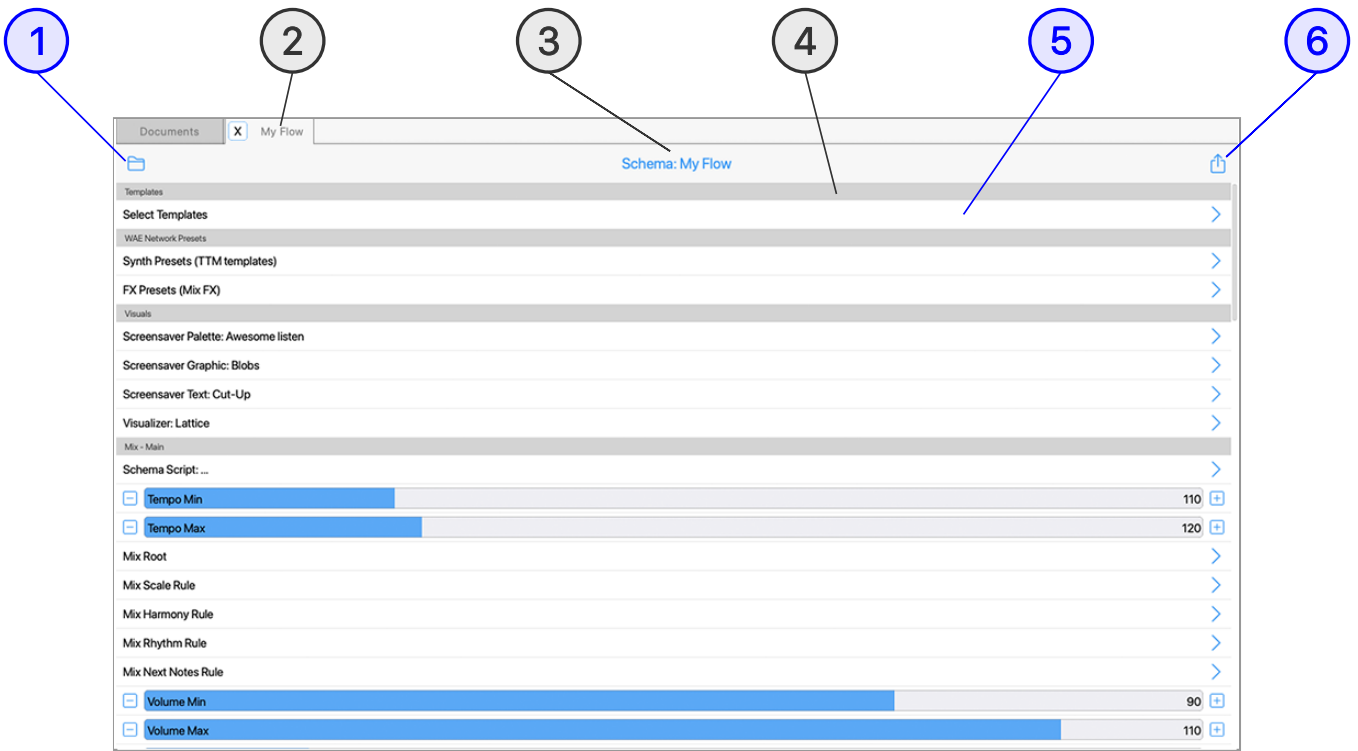 1 2 3 4 5 6
Documents X My Flow
Schema: My Flow
Templates
Select Templates
WAE Network Presets
Synth Presets (TTM templates)
FX Presets (Mix FX)
Visuals
Screensaver Palette: Awesome listen
Screensaver Graphic: Blobs
Screensaver Text: Cut-Up
Visualizer: Lattice
Mix - Main
Schema Script: ...
Tempo Min 110
Tempo Max 120
Mix Root
Mix Scale Rule
Mix Harmony Rule
Mix Rhythm Rule
Mix Next Notes Rule
Volume Min 90
Volume Max 110